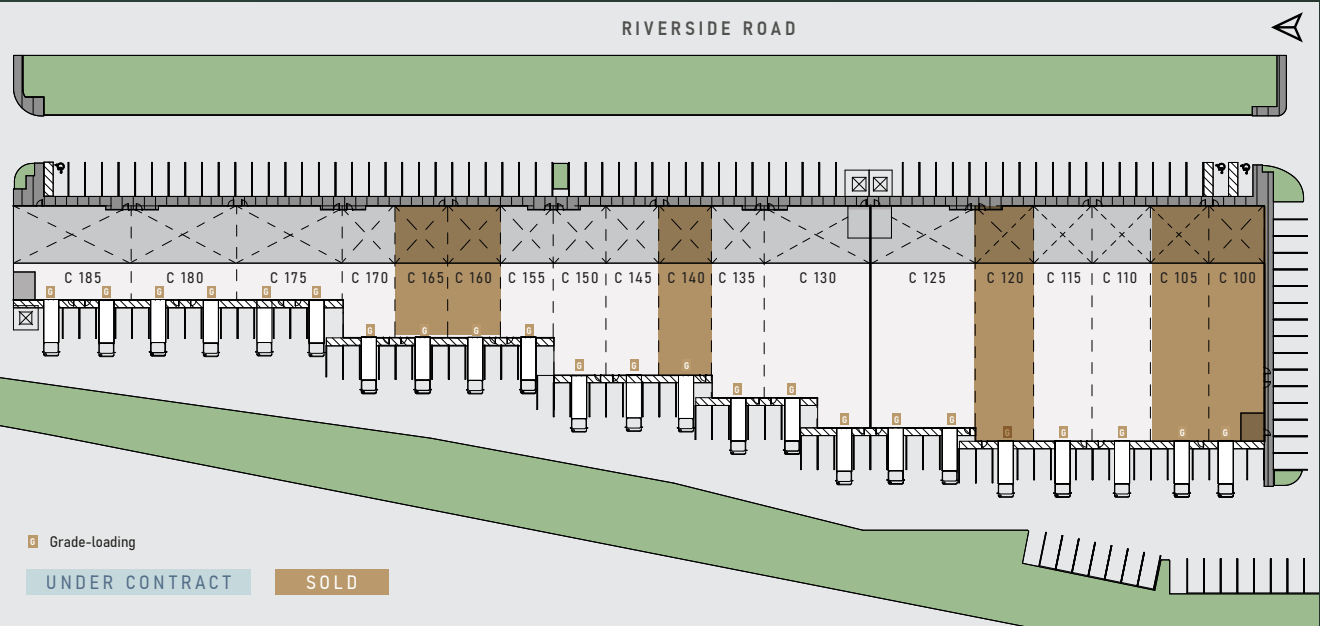 RIVERSIDE ROAD
C 185 C 180 C 175 C 170 C 165 C 160 C 155 C 150 C 145 C 140 C 135 C 130 C 125 C 120 C 115 C 110 C 105 C 100
G G G G G G
G G G G
G G G
G G
G G G
G G G G G
G Grade-loading
UNDER CONTRACT SOLD